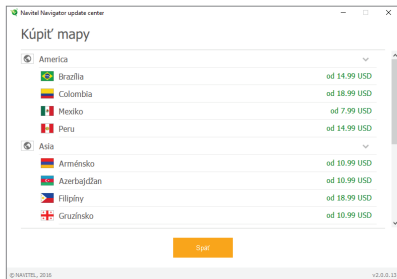 Navitel Navigator update center
Kúpiť mapy
America
Brazília od 14.99 USD
Colombia od 18.99 USD
Mexiko od 7.99 USD
Peru od 14.99 USD
Asia
Arménsko od 10.99 USD
Azerbajdžan od 10.99 USD
Filipíny od 18.99 USD
Gruzínsko od 10.99 USD
Späť
© NAVITEL, 2016 v2.0.0.13